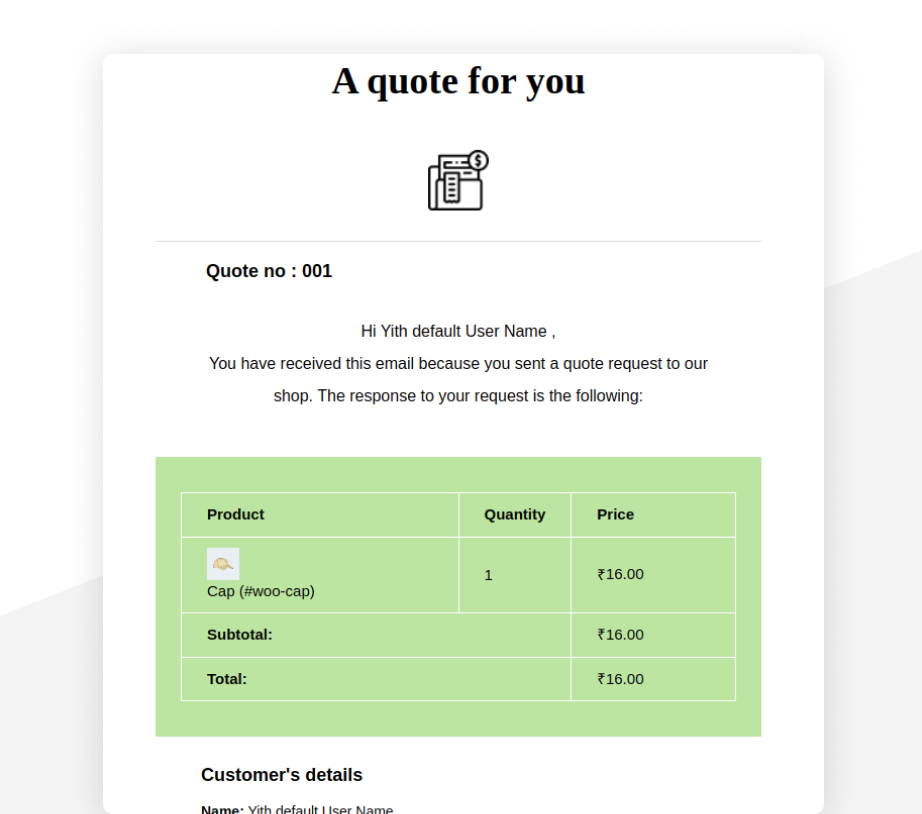 A quote for you
$
Quote no : 001
Hi Yith default User Name ,
You have received this email because you sent a quote request to our
shop. The response to your request is the following:
Product Quantity Price
Cap (#woo-cap) 1 ₹16.00
Subtotal: ₹16.00
Total: ₹16.00
Customer's details
Name: Yith default User Name